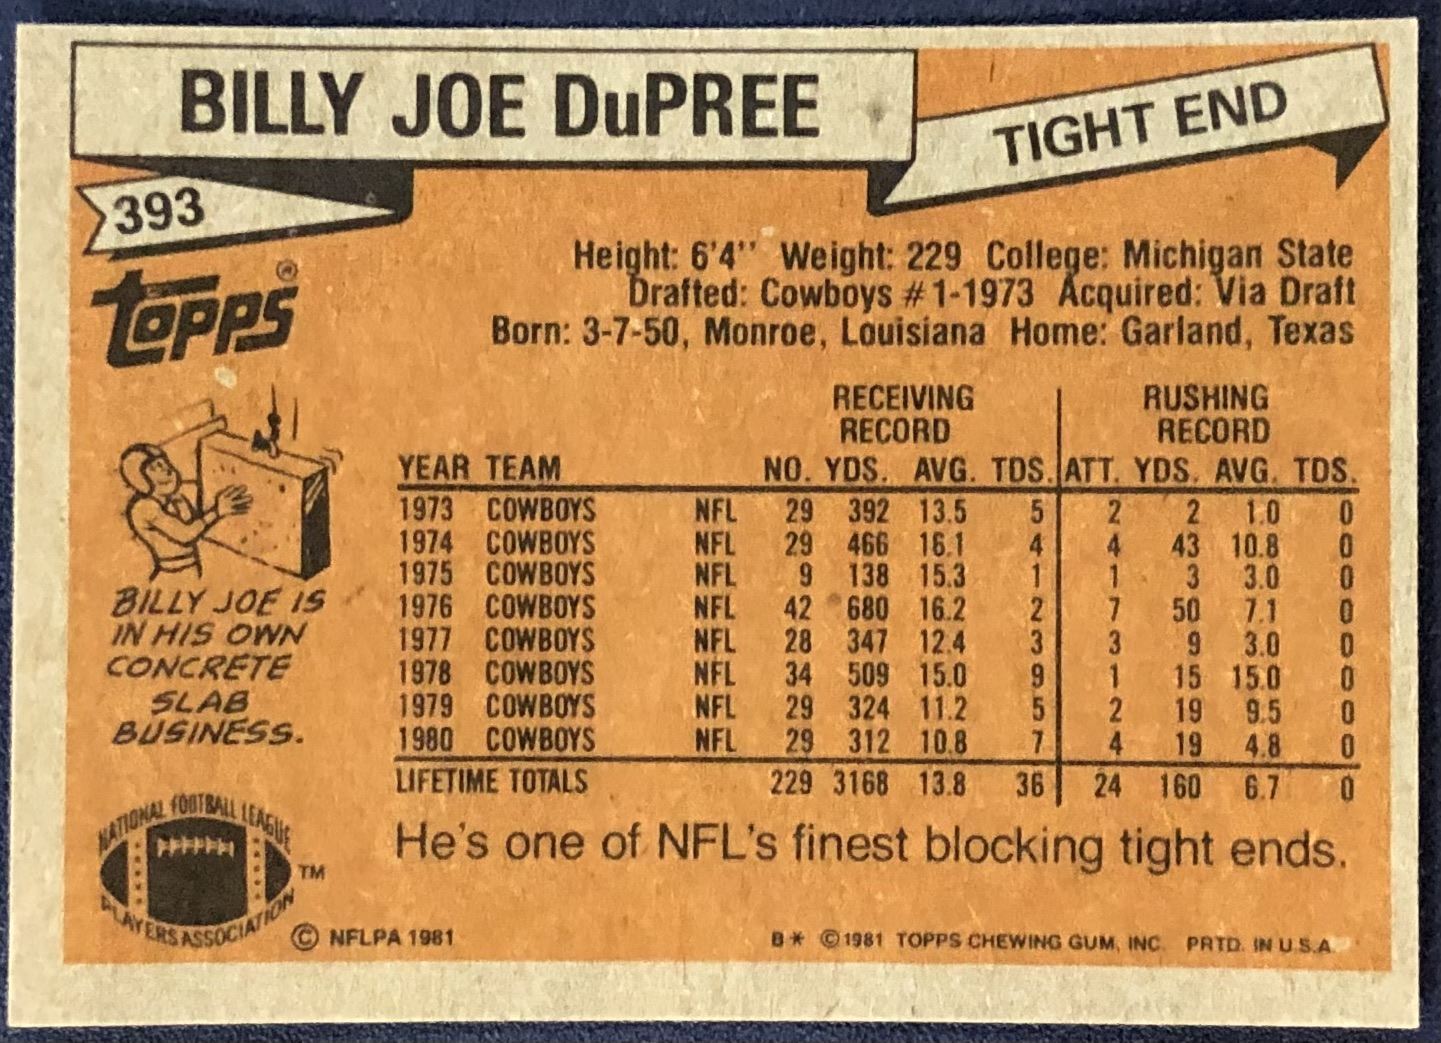 BILLY JOE DuPREE
TIGHT END
393
TOPPS®
Height: 6'4'' Weight: 229 College: Michigan State
Drafted: Cowboys #1-1973 Acquired: Via Draft
Born: 3-7-50, Monroe, Louisiana Home: Garland, Texas
RECEIVING RUSHING
RECORD RECORD
YEAR TEAM NO. YDS. AVG. TDS. ATT. YDS. AVG. TDS.
1973 COWBOYS NFL 29 392 13.5 5 2 2 1.0 0
1974 COWBOYS NFL 29 466 16.1 4 4 43 10.8 0
1975 COWBOYS NFL 9 138 15.3 1 1 3 3.0 0
1976 COWBOYS NFL 42 680 16.2 2 7 50 7.1 0
1977 COWBOYS NFL 28 347 12.4 3 3 9 3.0 0
1978 COWBOYS NFL 34 509 15.0 9 1 15 15.0 0
1979 COWBOYS NFL 29 324 11.2 5 2 19 9.5 0
1980 COWBOYS NFL 29 312 10.8 7 4 19 4.8 0
LIFETIME TOTALS 229 3168 13.8 36 24 160 6.7 0
BILLY JOE IS
IN HIS OWN
CONCRETE
SLAB
BUSINESS.
He's one of NFL's finest blocking tight ends.
NATIONAL FOOTBALL LEAGUE
PLAYERS ASSOCIATION
TM
© NFLPA 1981
B* ©1981 TOPPS CHEWING GUM, INC. PRTD. IN U.S.A.